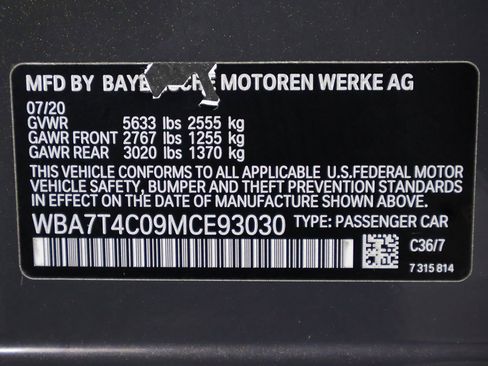 MFD BY BAYERISCHE MOTOREN WERKE AG
07/20
GVWR 5633 lbs 2555 kg
GAWR FRONT 2767 lbs 1255 kg
GAWR REAR 3020 lbs 1370 kg
THIS VEHICLE CONFORMS TO ALL APPLICABLE U.S.FEDERAL MOTOR
VEHICLE SAFETY, BUMPER AND THEFT PREVENTION STANDARDS
IN EFFECT ON THE DATE OF MANUFACTURE SHOWN ABOVE.
WBA7T4C09MCE93030 TYPE: PASSENGER CAR
C36/7
7 315 814